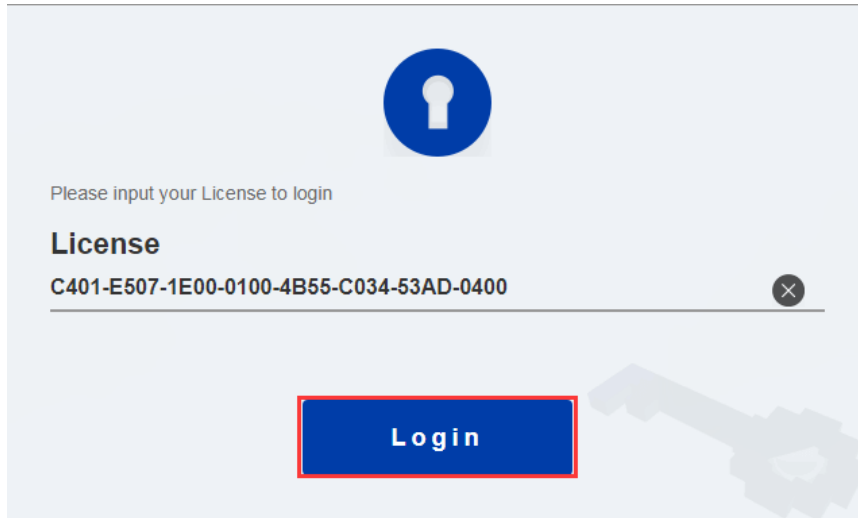 Please input your License to login
License
C401-E507-1E00-0100-4B55-C034-53AD-0400
Login